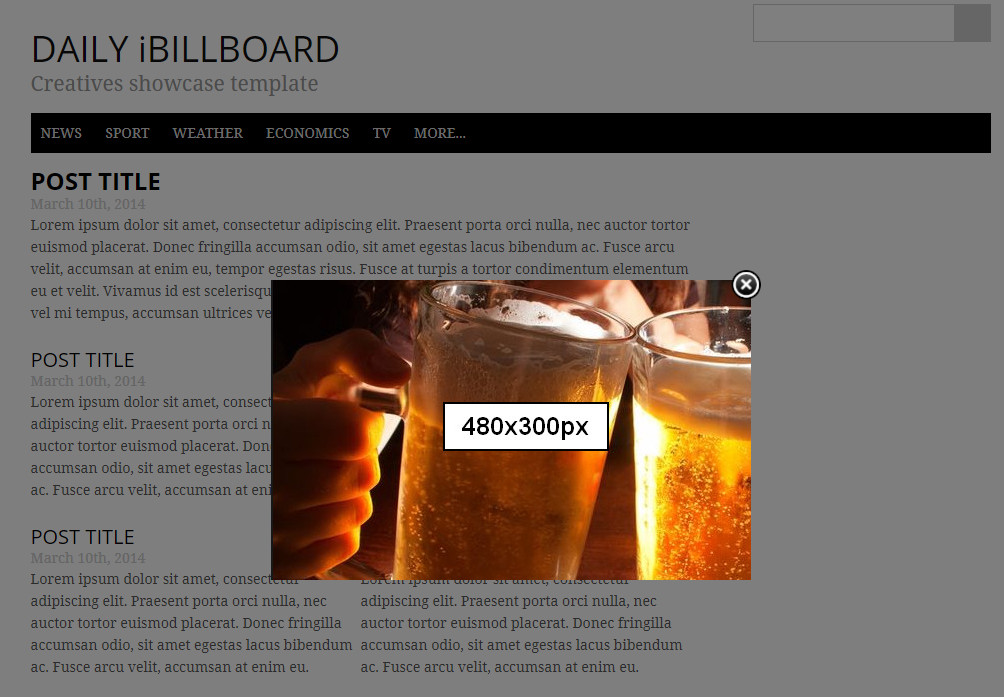 DAILY iBILLBOARD
Creatives showcase template
NEWS SPORT WEATHER ECONOMICS TV MORE...
POST TITLE
March 10th, 2014
Lorem ipsum dolor sit amet, consectetur adipiscing elit. Praesent porta orci nulla, nec auctor tortor
euismod placerat. Donec fringilla accumsan odio, sit amet egestas lacus bibendum ac. Fusce arcu
velit, accumsan at enim eu, tempor egestas risus. Fusce at turpis a tortor condimentum elementum
eu et velit. Vivamus id est scelerisqu
vel mi tempus, accumsan ultrices ve
POST TITLE
March 10th, 2014
Lorem ipsum dolor sit amet, consect
adipiscing elit. Praesent porta orci n
auctor tortor euismod placerat. Done
accumsan odio, sit amet egestas lacu
ac. Fusce arcu velit, accumsan at eni
480x300px
POST TITLE
March 10th, 2014
Lorem ipsum dolor sit amet, consectetur
adipiscing elit. Praesent porta orci nulla, nec
auctor tortor euismod placerat. Donec fringilla
accumsan odio, sit amet egestas lacus bibendum
ac. Fusce arcu velit, accumsan at enim eu.
Lorem ipsum dolor sit amet, consectetur
adipiscing elit. Praesent porta orci nulla, nec
auctor tortor euismod placerat. Donec fringilla
accumsan odio, sit amet egestas lacus bibendum
ac. Fusce arcu velit, accumsan at enim eu.